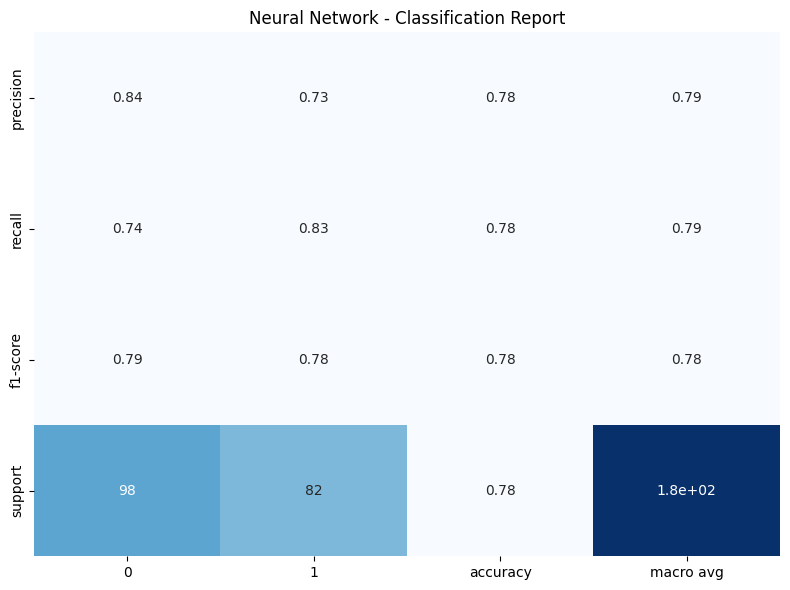 Neural Network - Classification Report
precision 0.84 0.73 0.78 0.79
recall 0.74 0.83 0.78 0.79
f1-score 0.79 0.78 0.78 0.78
support 98 82 0.78 1.8e+02
0 1 accuracy macro avg